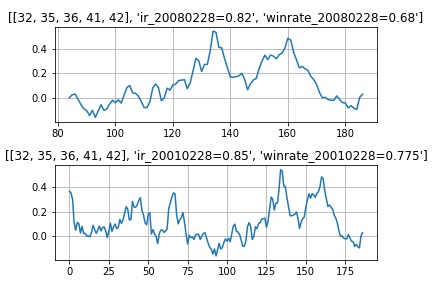 [[32, 35, 36, 41, 42], 'ir_20080228=0.82', 'winrate_20080228=0.68']
0.4
0.2
0.0
80 100 120 140 160 180
[[32, 35, 36, 41, 42], 'ir_20010228=0.85', 'winrate_20010228=0.775']
0.4
0.2
0.0
0 25 50 75 100 125 150 175